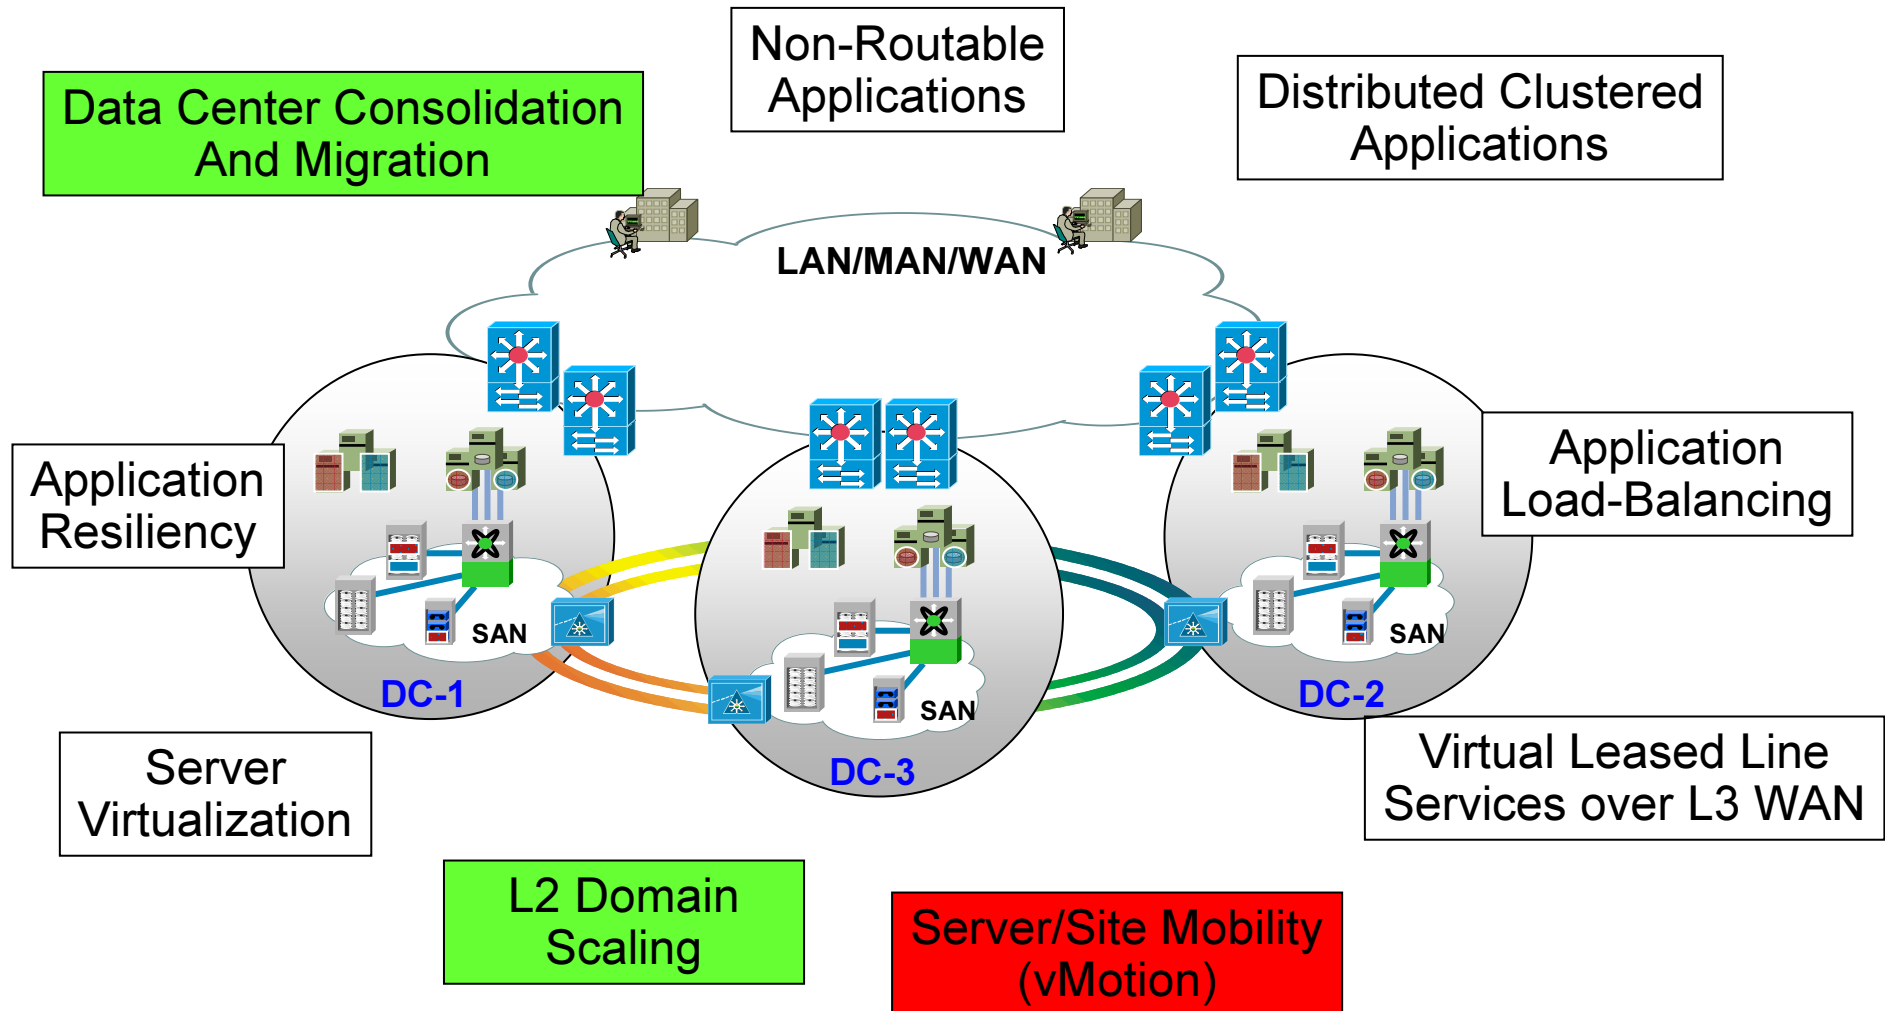 Non-Routable
Applications
Data Center Consolidation
And Migration
Distributed Clustered
Applications
LAN/MAN/WAN
Application
Resiliency
Application
Load-Balancing
SAN
SAN
SAN
DC-1
DC-2
DC-3
Server
Virtualization
Virtual Leased Line
Services over L3 WAN
L2 Domain
Scaling
Server/Site Mobility
(vMotion)